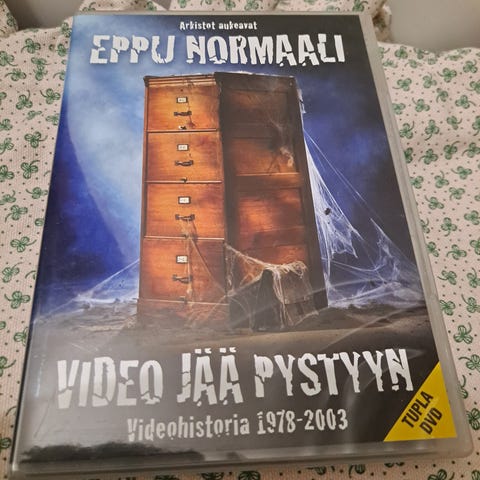 Arkistot aukeavat
EPPU NORMAALI
VIDEO JÄÄ PYSTYYN
Videohistoria 1978-2003
TUPLA
DVD